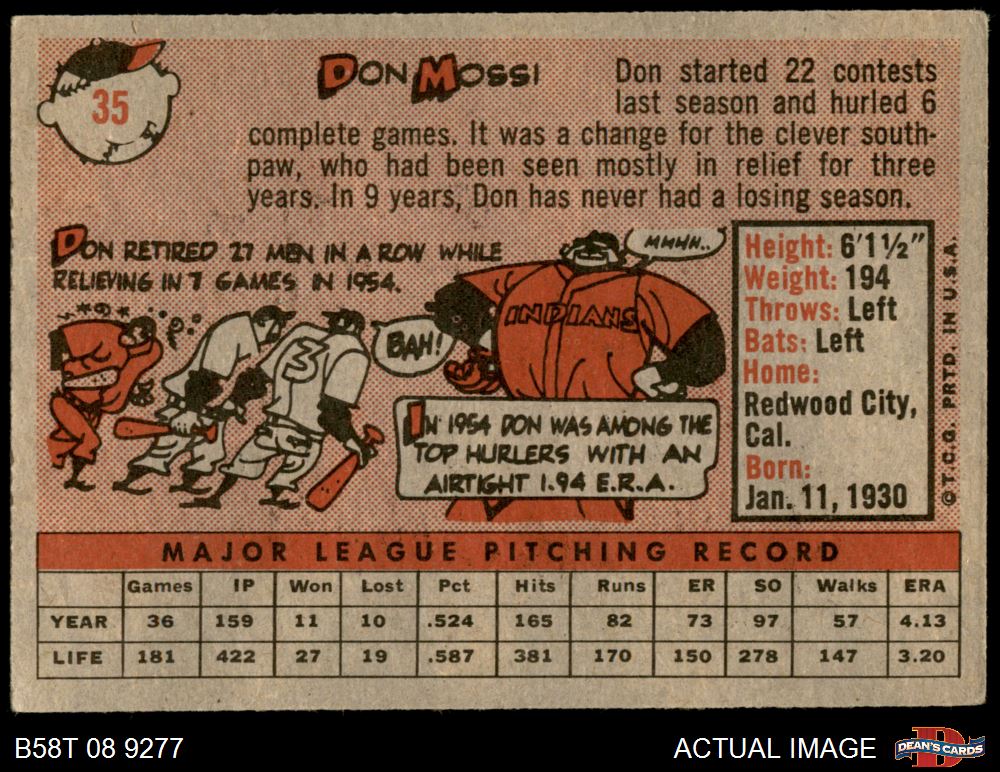 35
DON MOSSI
Don started 22 contests
last season and hurled 6
complete games. It was a change for the clever south-
paw, who had been seen mostly in relief for three
years. In 9 years, Don has never had a losing season.
DON RETIRED 27 MEN IN A ROW WHILE
RELIEVING IN 7 GAMES IN 1954.
BAH!
3
MHHH..
INDIANS
IN 1954 DON WAS AMONG THE
TOP HURLERS WITH AN
AIRTIGHT 1.94 E.R.A.
Height: 6'1½"
Weight: 194
Throws: Left
Bats: Left
Home:
Redwood City,
Cal.
Born:
Jan. 11, 1930
© T.C.G. PRTD. IN U.S.A.
MAJOR LEAGUE PITCHING RECORD
Games IP Won Lost Pct Hits Runs ER SO Walks ERA
YEAR 36 159 11 10 .524 165 82 73 97 57 4.13
LIFE 181 422 27 19 .587 381 170 150 278 147 3.20
B58T 08 9277
ACTUAL IMAGE
DEAN'S CARDS